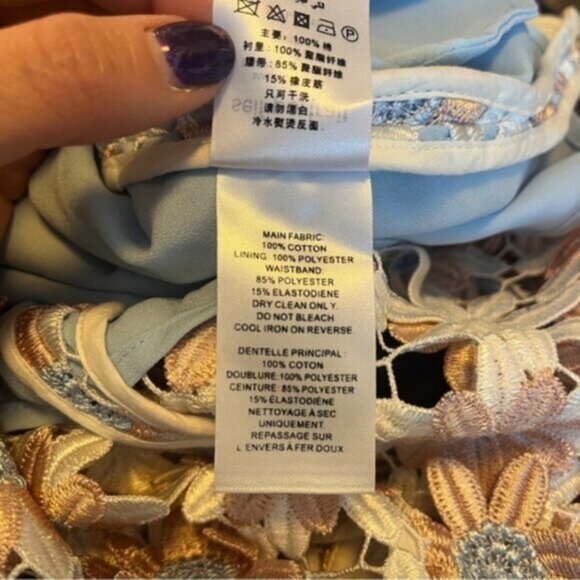 主要：100% 棉
衬里：100% 聚酯纤维
腰带：85% 聚酯纤维
15% 橡皮筋
只可干洗
请勿漂白
冷水熨烫反面
MAIN FABRIC:
100% COTTON
LINING: 100% POLYESTER
WAISTBAND:
85% POLYESTER
15% ELASTODIENE
DRY CLEAN ONLY.
DO NOT BLEACH
COOL IRON ON REVERSE.
DENTELLE PRINCIPAL :
100% COTTON
DOUBLURE:100% POLYESTER
CEINTURE: 85% POLYESTER
15% ÉLASTODIÈNE
NETTOYAGE À SEC
UNIQUEMENT.
REPASSAGE SUR
L ENVERS À FER DOUX